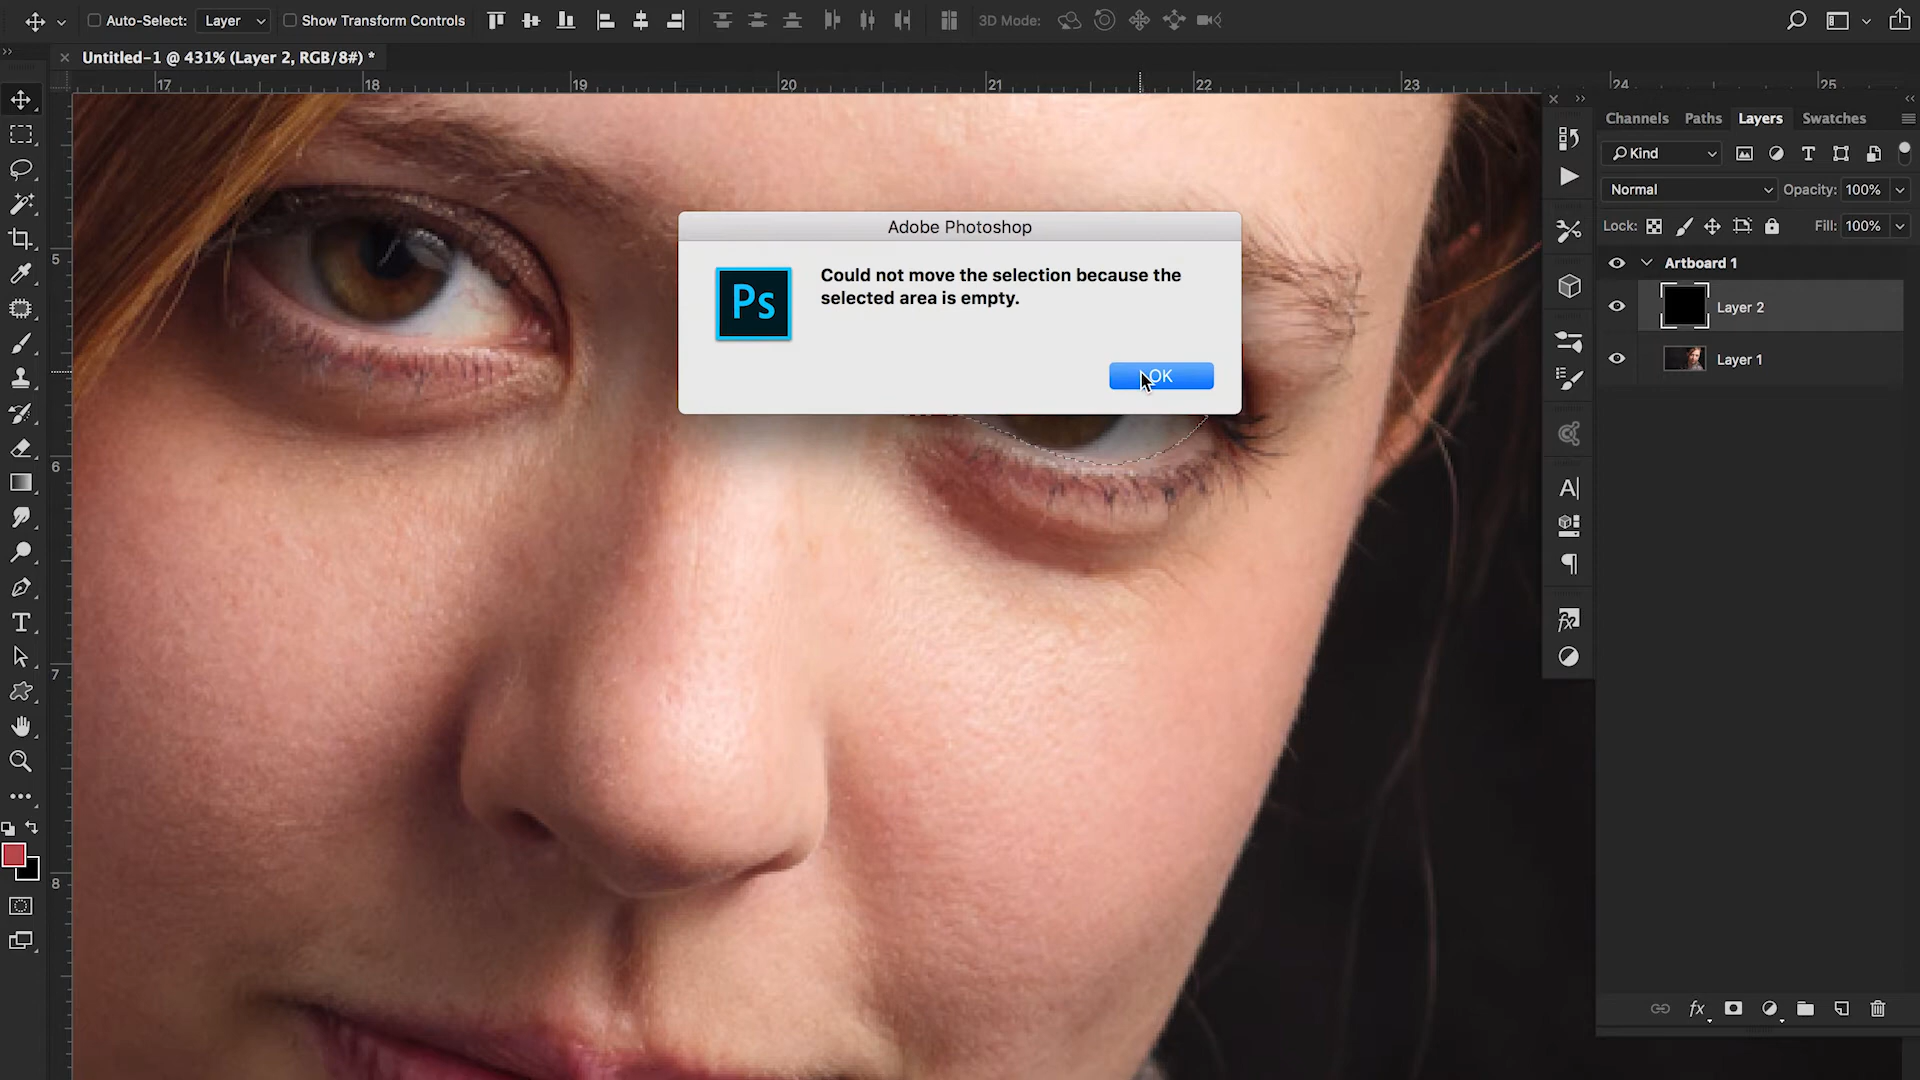 Auto-Select:
Layer
Show Transform Controls
3D Mode:
Untitled-1 @ 431% (Layer 2, RGB/8#) *
17 18 19 20 21 22 23 24 25
5
6
7
8
Adobe Photoshop
Ps
Could not move the selection because the
selected area is empty.
OK
Channels Paths Layers Swatches
Kind
Normal
Opacity: 100%
Lock:
Fill: 100%
Artboard 1
Layer 2
Layer 1
fx